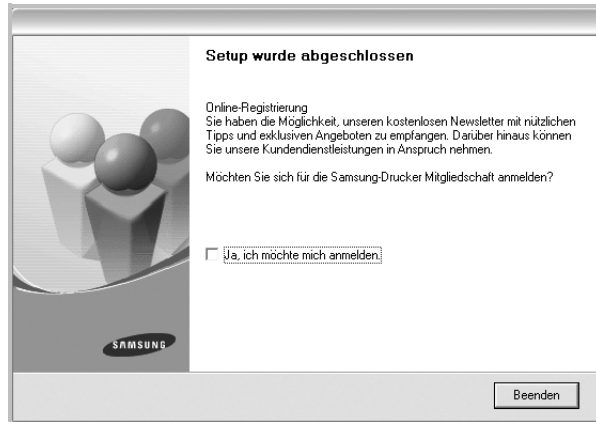 Setup wurde abgeschlossen
Online-Registrierung
Sie haben die Möglichkeit, unseren kostenlosen Newsletter mit nützlichen
Tipps und exklusiven Angeboten zu empfangen. Darüber hinaus können
Sie unsere Kundendienstleistungen in Anspruch nehmen.
Möchten Sie sich für die Samsung-Drucker Mitgliedschaft anmelden?
Ja, ich möchte mich anmelden.
SAMSUNG
Beenden